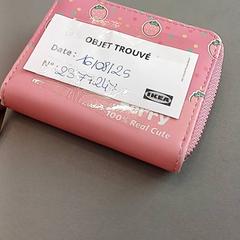 OBJET TROUVÉ
Date: 16/08/25
N°: 2377247
IKEA
100% Real Cute